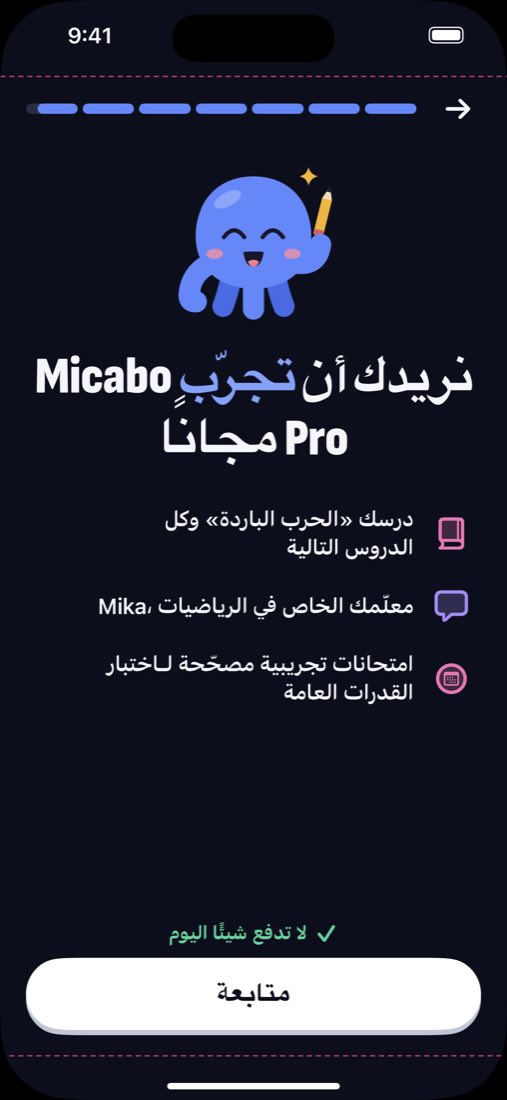 9:41
نريدك أن تجرّب Micabo
Pro مجانًا
درسك «الحرب الباردة» وكل
الدروس التالية
معلّمك الخاص في الرياضيات ،Mika
امتحانات تجريبية مصحّحة لـاختبار
القدرات العامة
لا تدفع شيئًا اليوم
متابعة